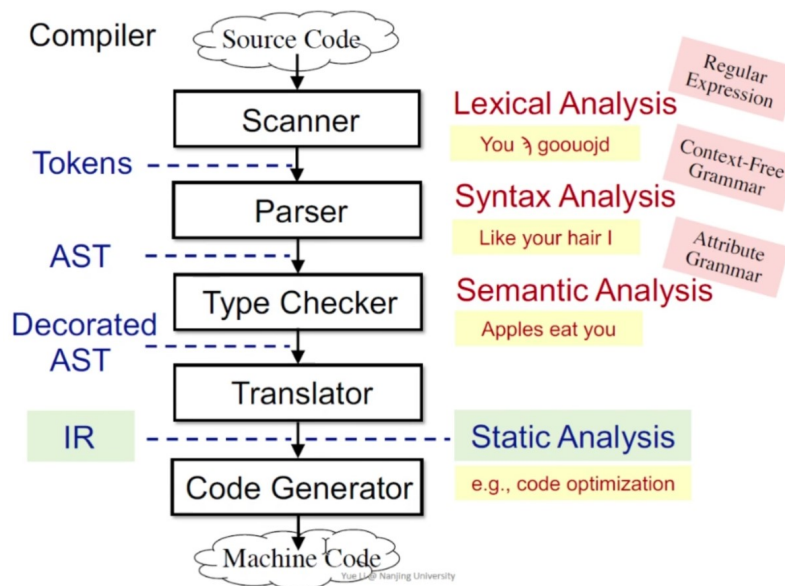 Compiler
Source Code
Regular
Expression
Scanner
Lexical Analysis
You ⺘ goouojd
Tokens
Context-Free
Grammar
Parser
Syntax Analysis
Like your hair I
AST
Attribute
Grammar
Type Checker
Semantic Analysis
Apples eat you
Decorated
AST
Translator
IR
Static Analysis
Code Generator
e.g., code optimization
Machine Code
Yue Li @ Nanjing University